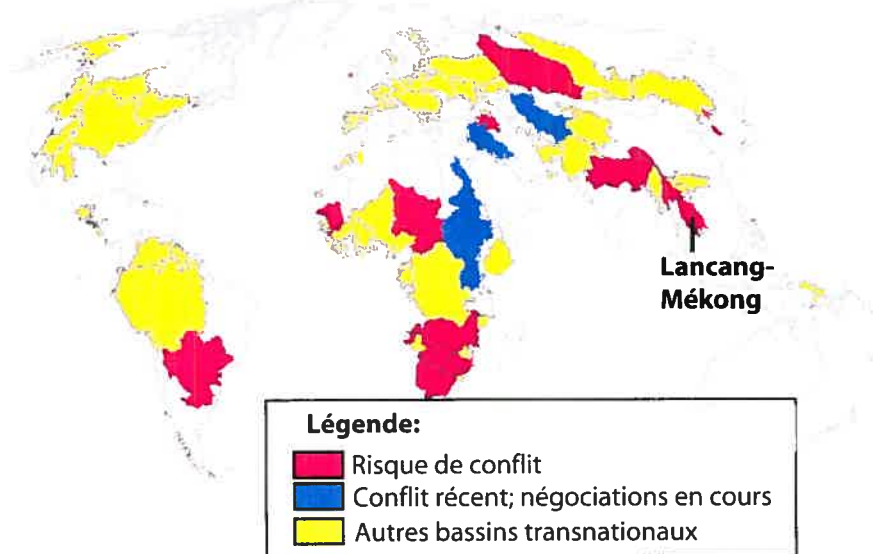 Lancang-
Mékong
Légende:
Risque de conflit
Conflit récent; négociations en cours
Autres bassins transnationaux